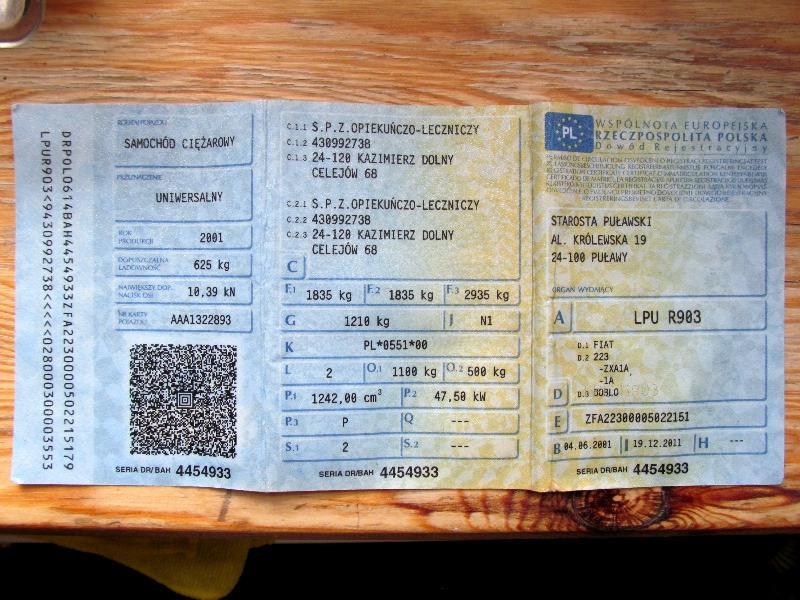 DRPOL0614BAH4454933ZFA22300005022151​79
LPUR903<9430992738<<<<<028000300003553
RODZAJ POJAZDU
SAMOCHÓD CIĘŻAROWY
PRZEZNACZENIE
UNIWERSALNY
ROK PRODUKCJI
2001
DOPUSZCZALNA ŁADOWNOŚĆ
625 kg
NAJWIĘKSZY DOP. NACISK OSI
10,39 kN
NR KARTY POJAZDU
AAA1322893
SERIA DR/BAH 4454933
C.1.1 S.P.Z.OPIEKUŃCZO-LECZNICZY
C.1.2 430992738
C.1.3 24-120 KAZIMIERZ DOLNY
CELEJÓW 68
C.2.1 S.P.Z.OPIEKUŃCZO-LECZNICZY
C.2.2 430992738
C.2.3 24-120 KAZIMIERZ DOLNY
CELEJÓW 68
C
F.1 1835 kg F.2 1835 kg F.3 2935 kg
G 1210 kg J N1
K PL*0551*00
L 2 O.1 1100 kg O.2 500 kg
P.1 1242,00 cm³ P.2 47,50 kW
P.3 P Q ---
S.1 2 S.2 ---
SERIA DR/BAH 4454933
PL
WSPÓLNOTA EUROPEJSKA
RZECZPOSPOLITA POLSKA
Dowód Rejestracyjny
STAROSTA PUŁAWSKI
AL. KRÓLEWSKA 19
24-100 PUŁAWY
ORGAN WYDAJĄCY
A LPU R903
D.1 FIAT
D.2 223
-ZXA1A
-1A
D D.3 DOBLO
E ZFA22300005022151
B 04.06.2001 I 19.12.2011 H ---
SERIA DR/BAH 4454933